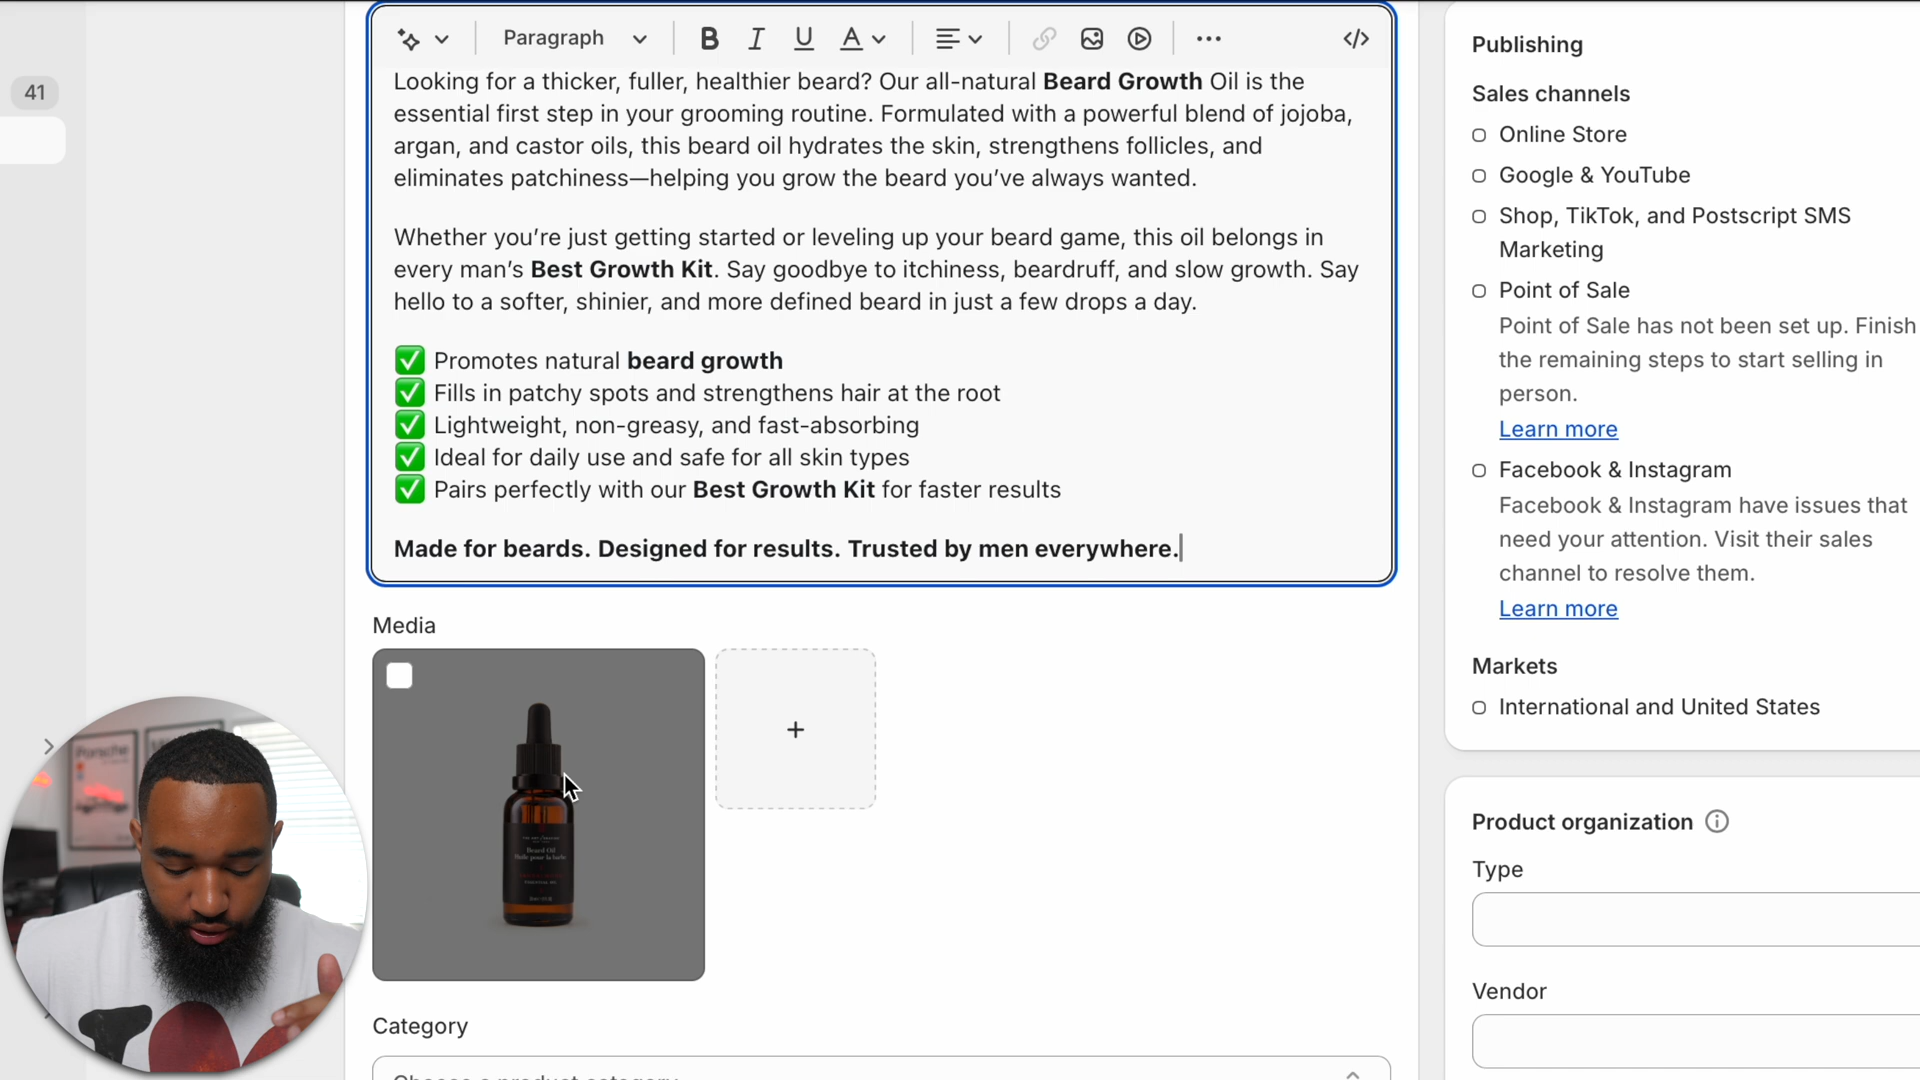 Paragraph
B I U A
41
Looking for a thicker, fuller, healthier beard? Our all-natural Beard Growth Oil is the
essential first step in your grooming routine. Formulated with a powerful blend of jojoba,
argan, and castor oils, this beard oil hydrates the skin, strengthens follicles, and
eliminates patchiness—helping you grow the beard you’ve always wanted.
Whether you’re just getting started or leveling up your beard game, this oil belongs in
every man’s Best Growth Kit. Say goodbye to itchiness, beardruff, and slow growth. Say
hello to a softer, shinier, and more defined beard in just a few drops a day.
✅ Promotes natural beard growth
✅ Fills in patchy spots and strengthens hair at the root
✅ Lightweight, non-greasy, and fast-absorbing
✅ Ideal for daily use and safe for all skin types
✅ Pairs perfectly with our Best Growth Kit for faster results
Made for beards. Designed for results. Trusted by men everywhere.
Media
Beard Oil
Huile pour la barbe
Porsche
Category
Choose a product category
Publishing
Sales channels
Online Store
Google & YouTube
Shop, TikTok, and Postscript SMS
Marketing
Point of Sale
Point of Sale has not been set up. Finish
the remaining steps to start selling in
person.
Learn more
Facebook & Instagram
Facebook & Instagram have issues that
need your attention. Visit their sales
channel to resolve them.
Learn more
Markets
International and United States
Product organization
Type
Vendor